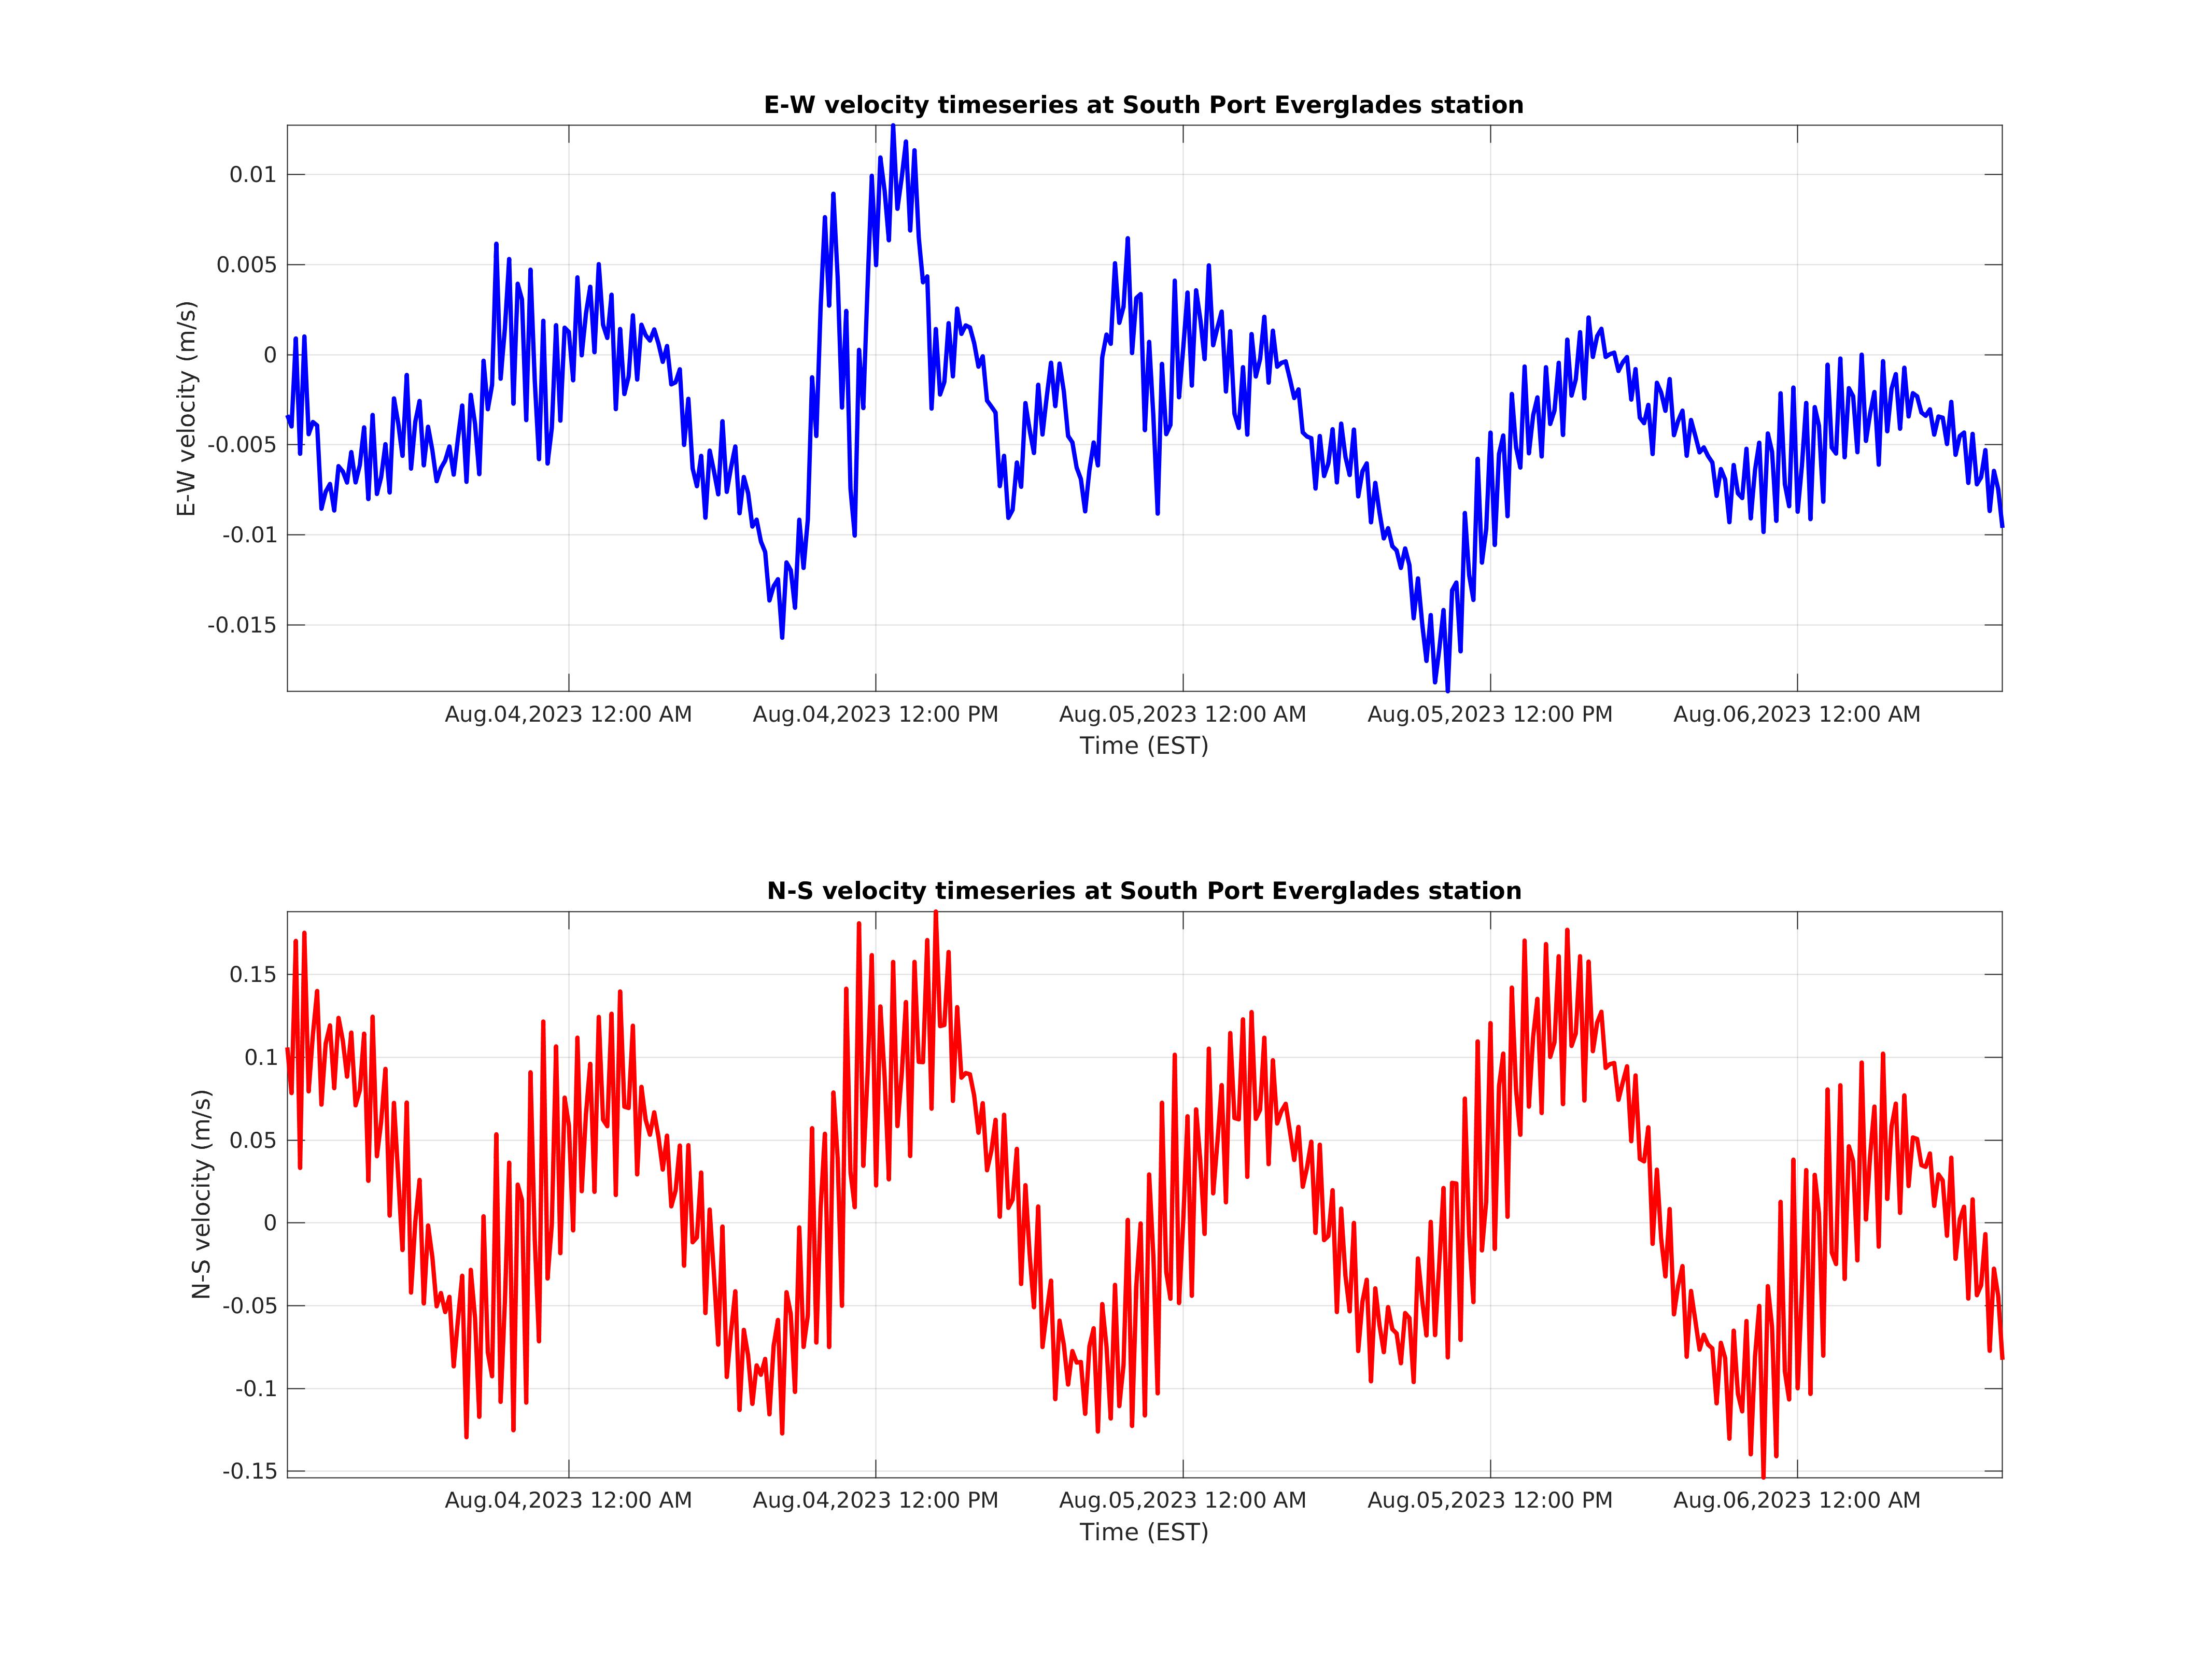 E-W velocity timeseries at South Port Everglades station
E-W velocity (m/s)
0.01
0.005
0
-0.005
-0.01
-0.015
Aug.04,2023 12:00 AM
Aug.04,2023 12:00 PM
Aug.05,2023 12:00 AM
Aug.05,2023 12:00 PM
Aug.06,2023 12:00 AM
Time (EST)
N-S velocity timeseries at South Port Everglades station
N-S velocity (m/s)
0.15
0.1
0.05
0
-0.05
-0.1
-0.15
Aug.04,2023 12:00 AM
Aug.04,2023 12:00 PM
Aug.05,2023 12:00 AM
Aug.05,2023 12:00 PM
Aug.06,2023 12:00 AM
Time (EST)